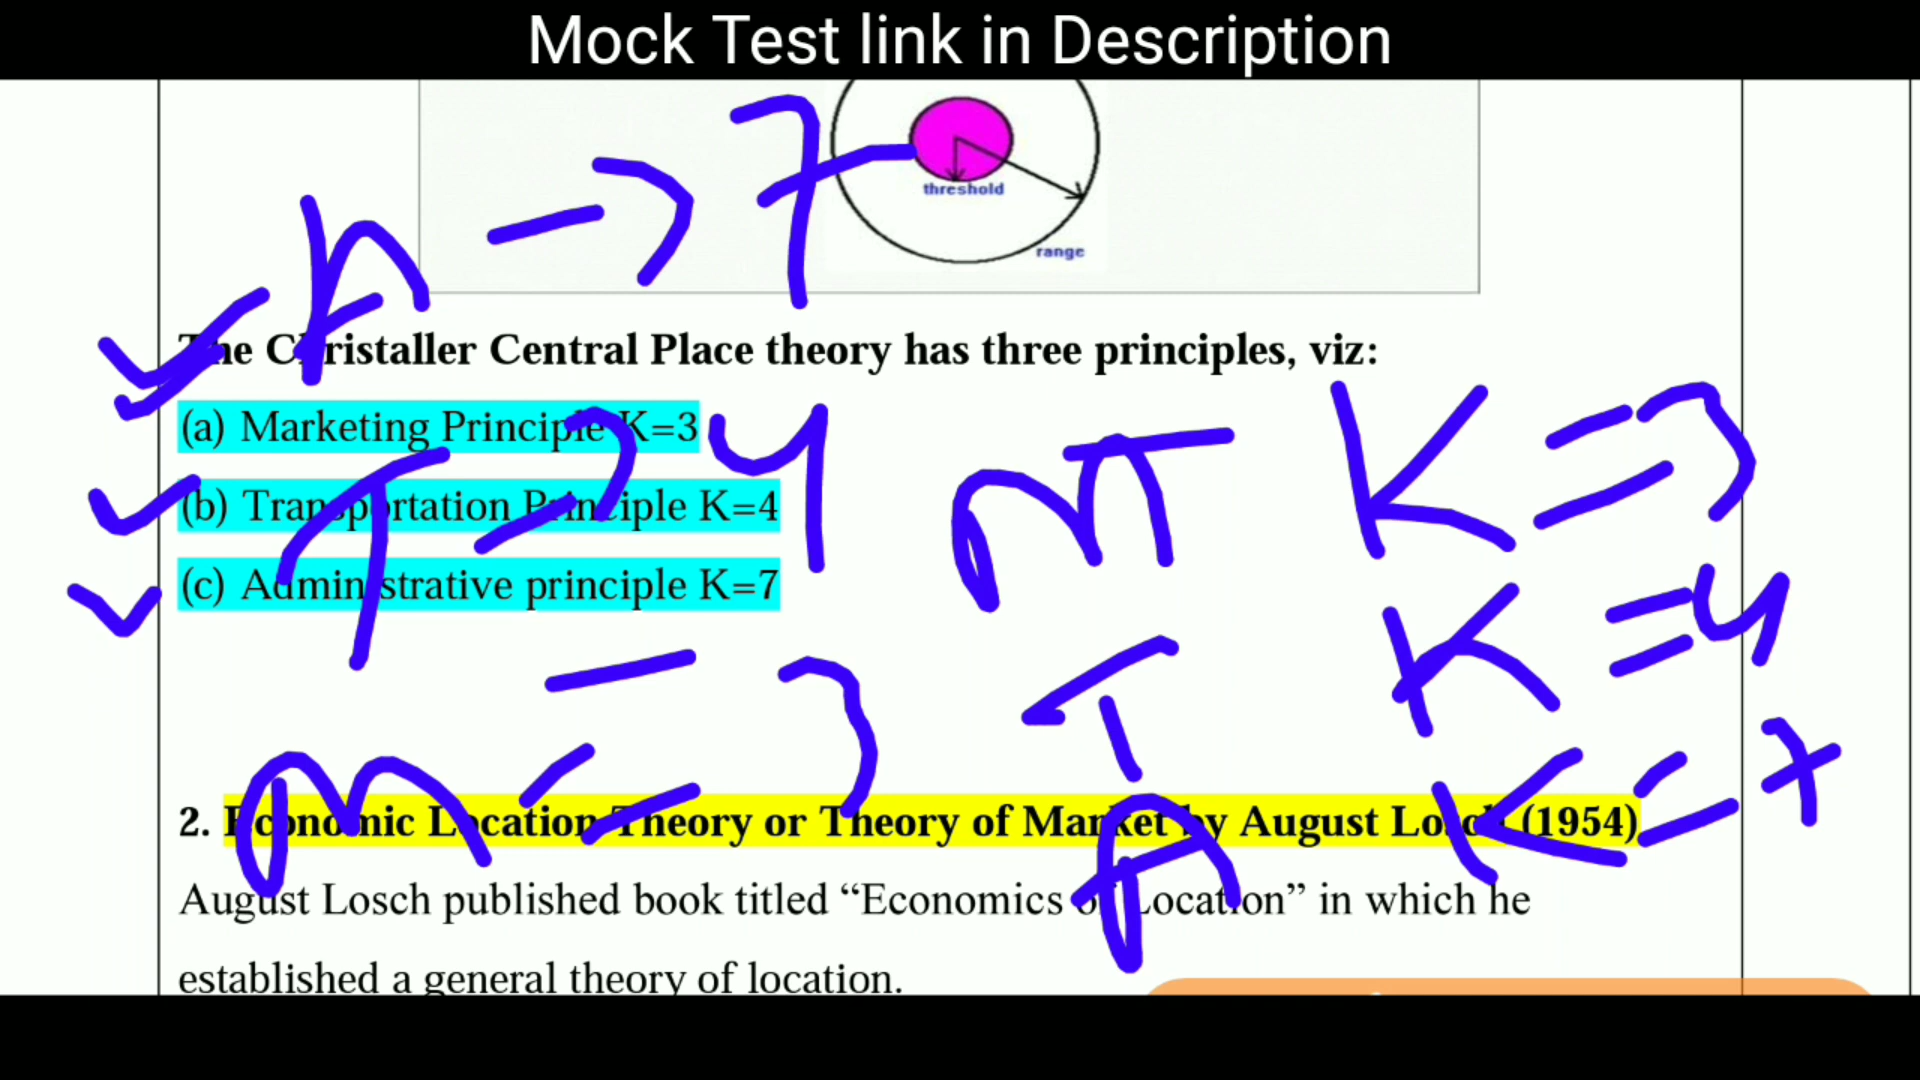 Mock Test link in Description
threshold
range
A → 7
The Christaller Central Place theory has three principles, viz:
(a) Marketing Principle K=3
(b) Transportation Principle K=4
(c) Administrative principle K=7
T → 4
M = 3
M K=3
T K=4
A K=7
2. Economic Location Theory or Theory of Market by August Losch (1954)
August Losch published book titled “Economics of Location” in which he
established a general theory of location.